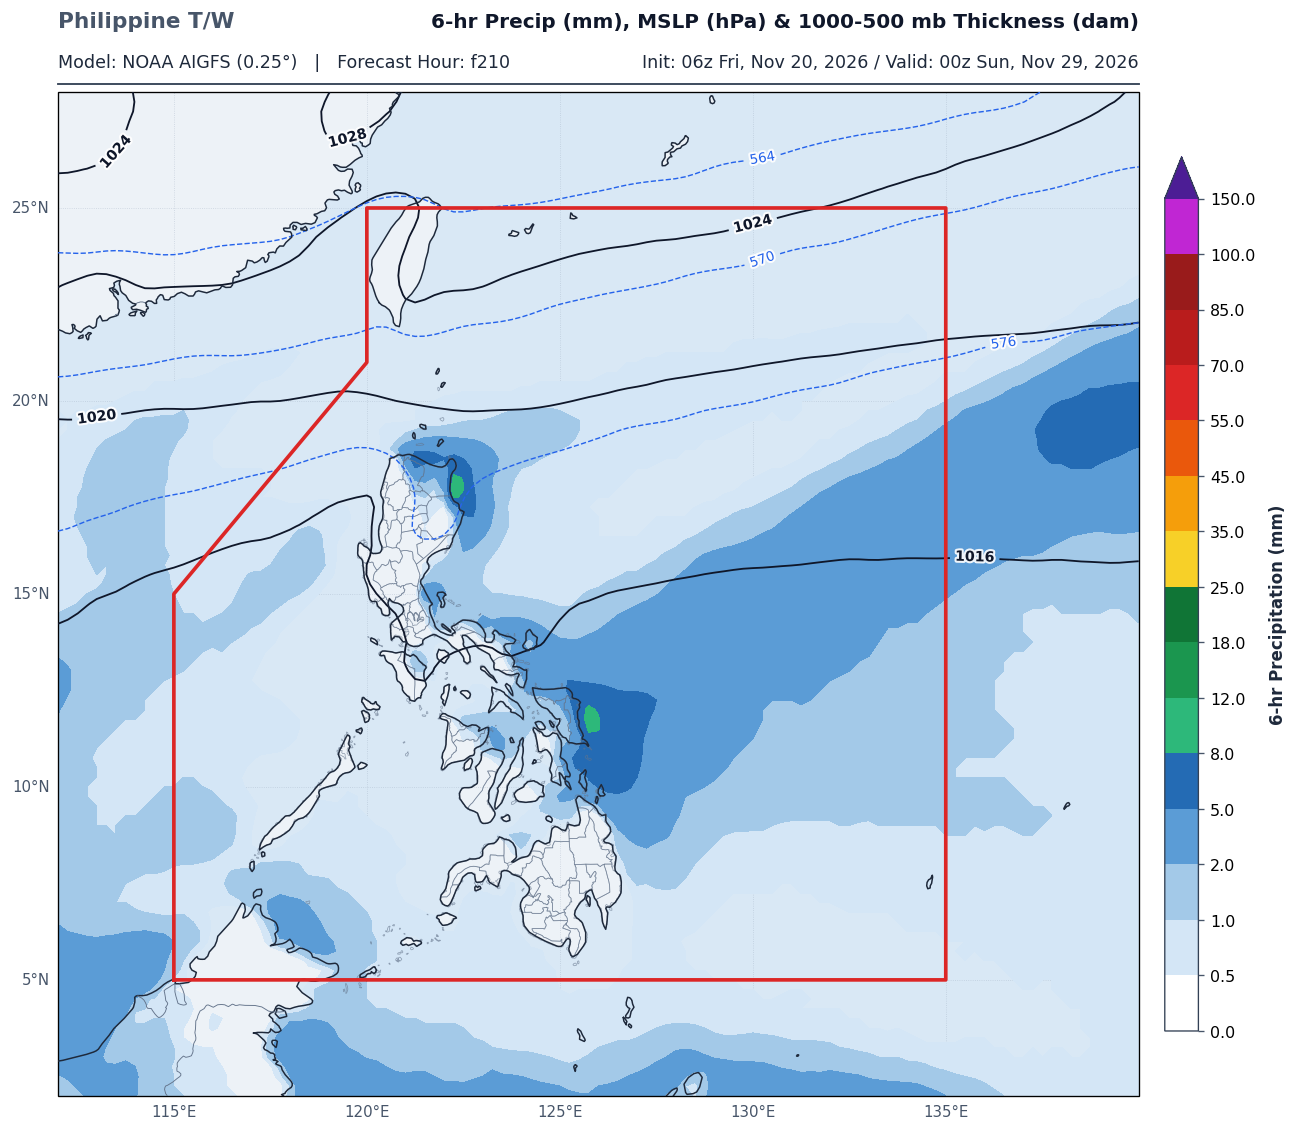 Philippine T/W
6-hr Precip (mm), MSLP (hPa) & 1000-500 mb Thickness (dam)
Model: NOAA AIGFS (0.25°) | Forecast Hour: f210
Init: 06z Fri, Nov 20, 2026 / Valid: 00z Sun, Nov 29, 2026
1024
1028
564
1024
570
576
1020
1016
25°N
20°N
15°N
10°N
5°N
115°E
120°E
125°E
130°E
135°E
150.0
100.0
85.0
70.0
55.0
45.0
35.0
25.0
18.0
12.0
8.0
5.0
2.0
1.0
0.5
0.0
6-hr Precipitation (mm)